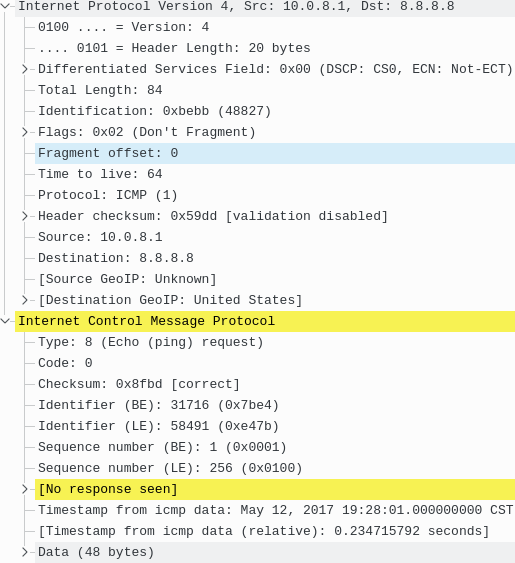 Internet Protocol Version 4, Src: 10.0.8.1, Dst: 8.8.8.8
0100 .... = Version: 4
.... 0101 = Header Length: 20 bytes
Differentiated Services Field: 0x00 (DSCP: CS0, ECN: Not-ECT)
Total Length: 84
Identification: 0xbebb (48827)
Flags: 0x02 (Don't Fragment)
Fragment offset: 0
Time to live: 64
Protocol: ICMP (1)
Header checksum: 0x59dd [validation disabled]
Source: 10.0.8.1
Destination: 8.8.8.8
[Source GeoIP: Unknown]
[Destination GeoIP: United States]
Internet Control Message Protocol
Type: 8 (Echo (ping) request)
Code: 0
Checksum: 0x8fbd [correct]
Identifier (BE): 31716 (0x7be4)
Identifier (LE): 58491 (0xe47b)
Sequence number (BE): 1 (0x0001)
Sequence number (LE): 256 (0x0100)
[No response seen]
Timestamp from icmp data: May 12, 2017 19:28:01.000000000 CST
[Timestamp from icmp data (relative): 0.234715792 seconds]
Data (48 bytes)